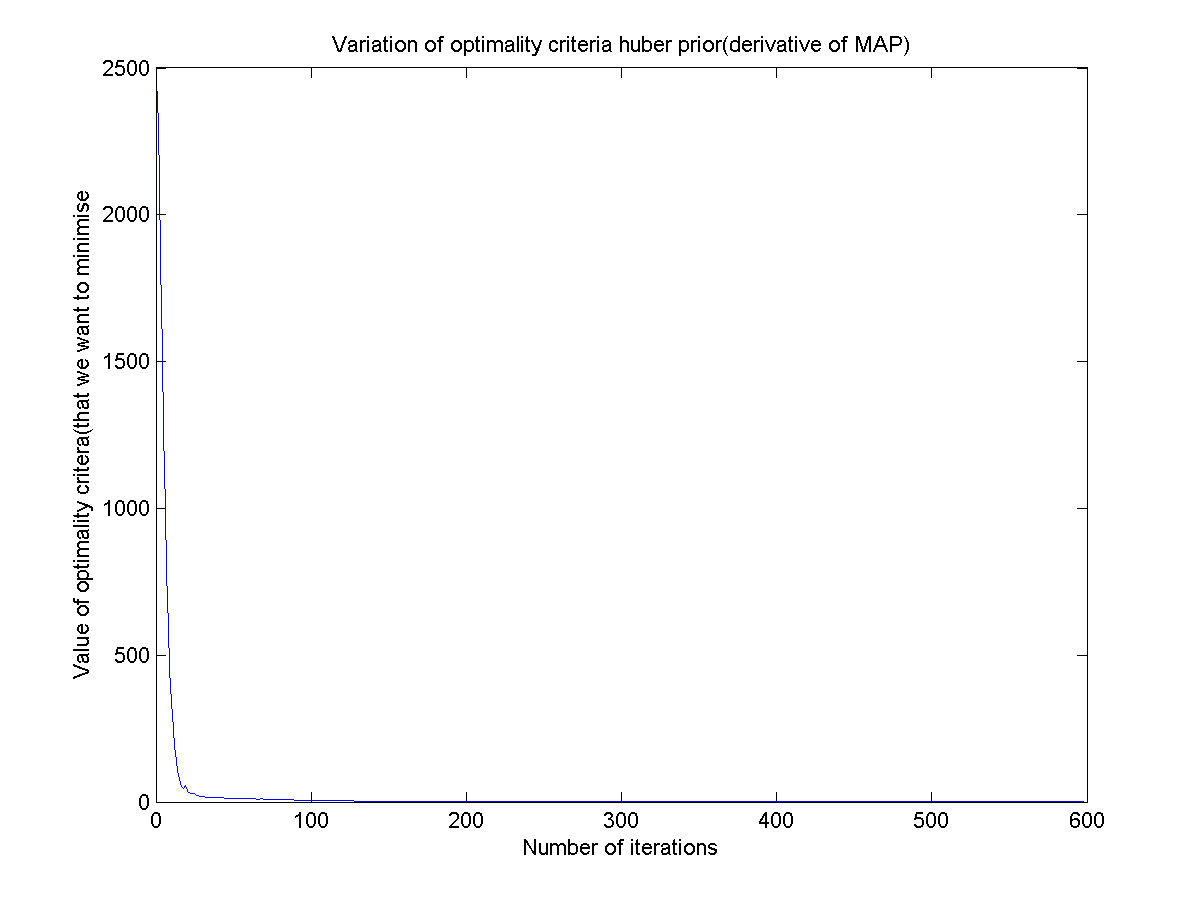 Variation of optimality criteria huber prior(derivative of MAP)
2500
2000
1500
1000
500
0
Value of optimality critera(that we want to minimise
0 100 200 300 400 500 600
Number of iterations